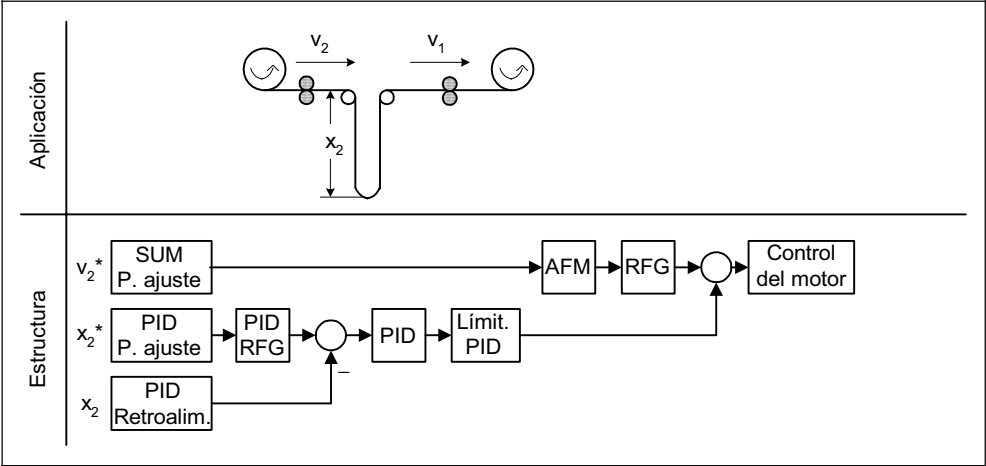 Aplicación
v2
v1
x2
Estructura
v2*
SUM
P. ajuste
AFM
RFG
Control
del motor
x2*
PID
P. ajuste
PID
RFG
PID
Límit.
PID
–
x2
PID
Retroalim.